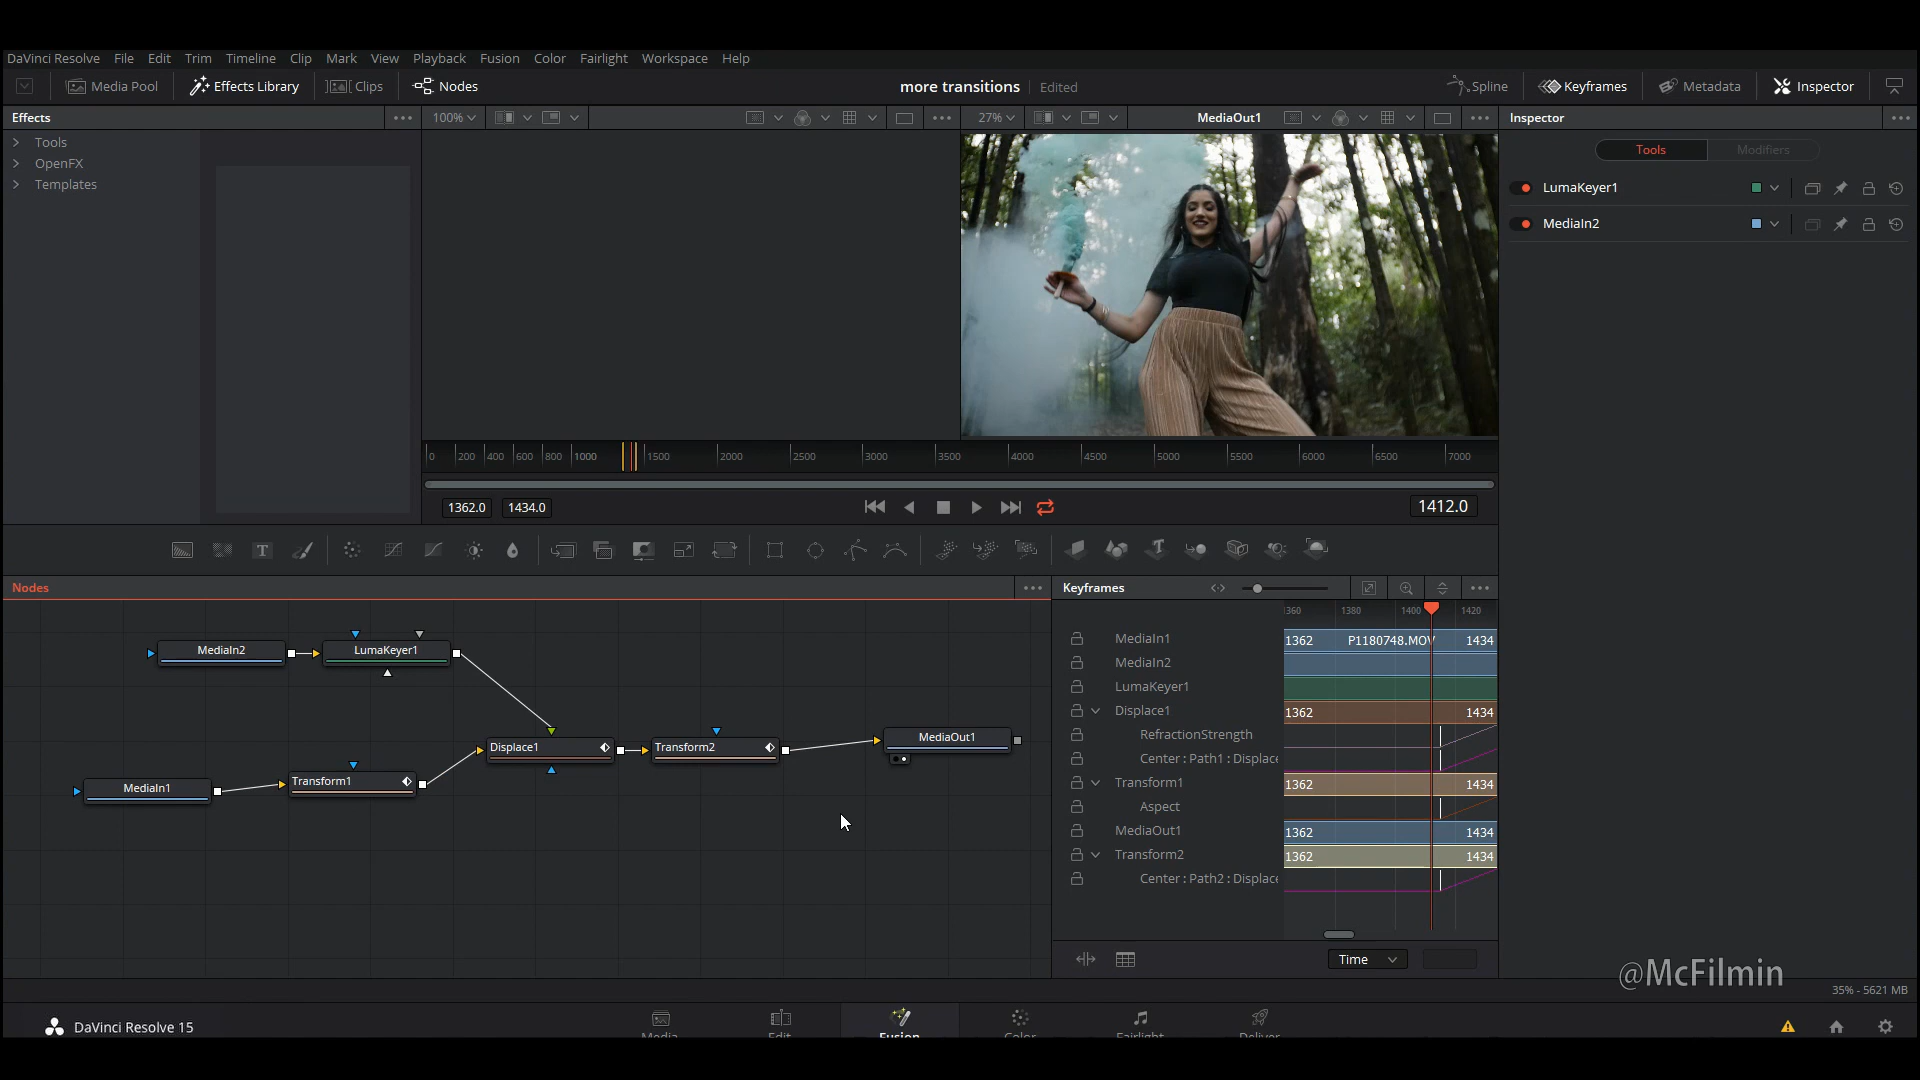 DaVinci Resolve File Edit Trim Timeline Clip Mark View Playback Fusion Color Fairlight Workspace Help
Media Pool Effects Library Clips Nodes more transitions Edited Spline Keyframes Metadata Inspector
Effects 100% 27% MediaOut1 Inspector
Tools
OpenFX
Templates
Tools Modifiers
LumaKeyer1
MediaIn2
0 200 400 600 800 1000 1500 2000 2500 3000 3500 4000 4500 5000 5500 6000 6500 7000
1362.0 1434.0 1412.0
T
Nodes
MediaIn2 LumaKeyer1
Displace1 Transform2 MediaOut1
MediaIn1 Transform1
Keyframes
360 1380 1400 1420
MediaIn1 1362 P1180748.MOV 1434
MediaIn2
LumaKeyer1
Displace1 1362 1434
RefractionStrength
Center : Path1 : Displace
Transform1 1362 1434
Aspect
MediaOut1 1362 1434
Transform2 1362 1434
Center : Path2 : Displace
Time
@McFilmin
35% - 5621 MB
DaVinci Resolve 15 Media Edit Fusion Color Fairlight Deliver